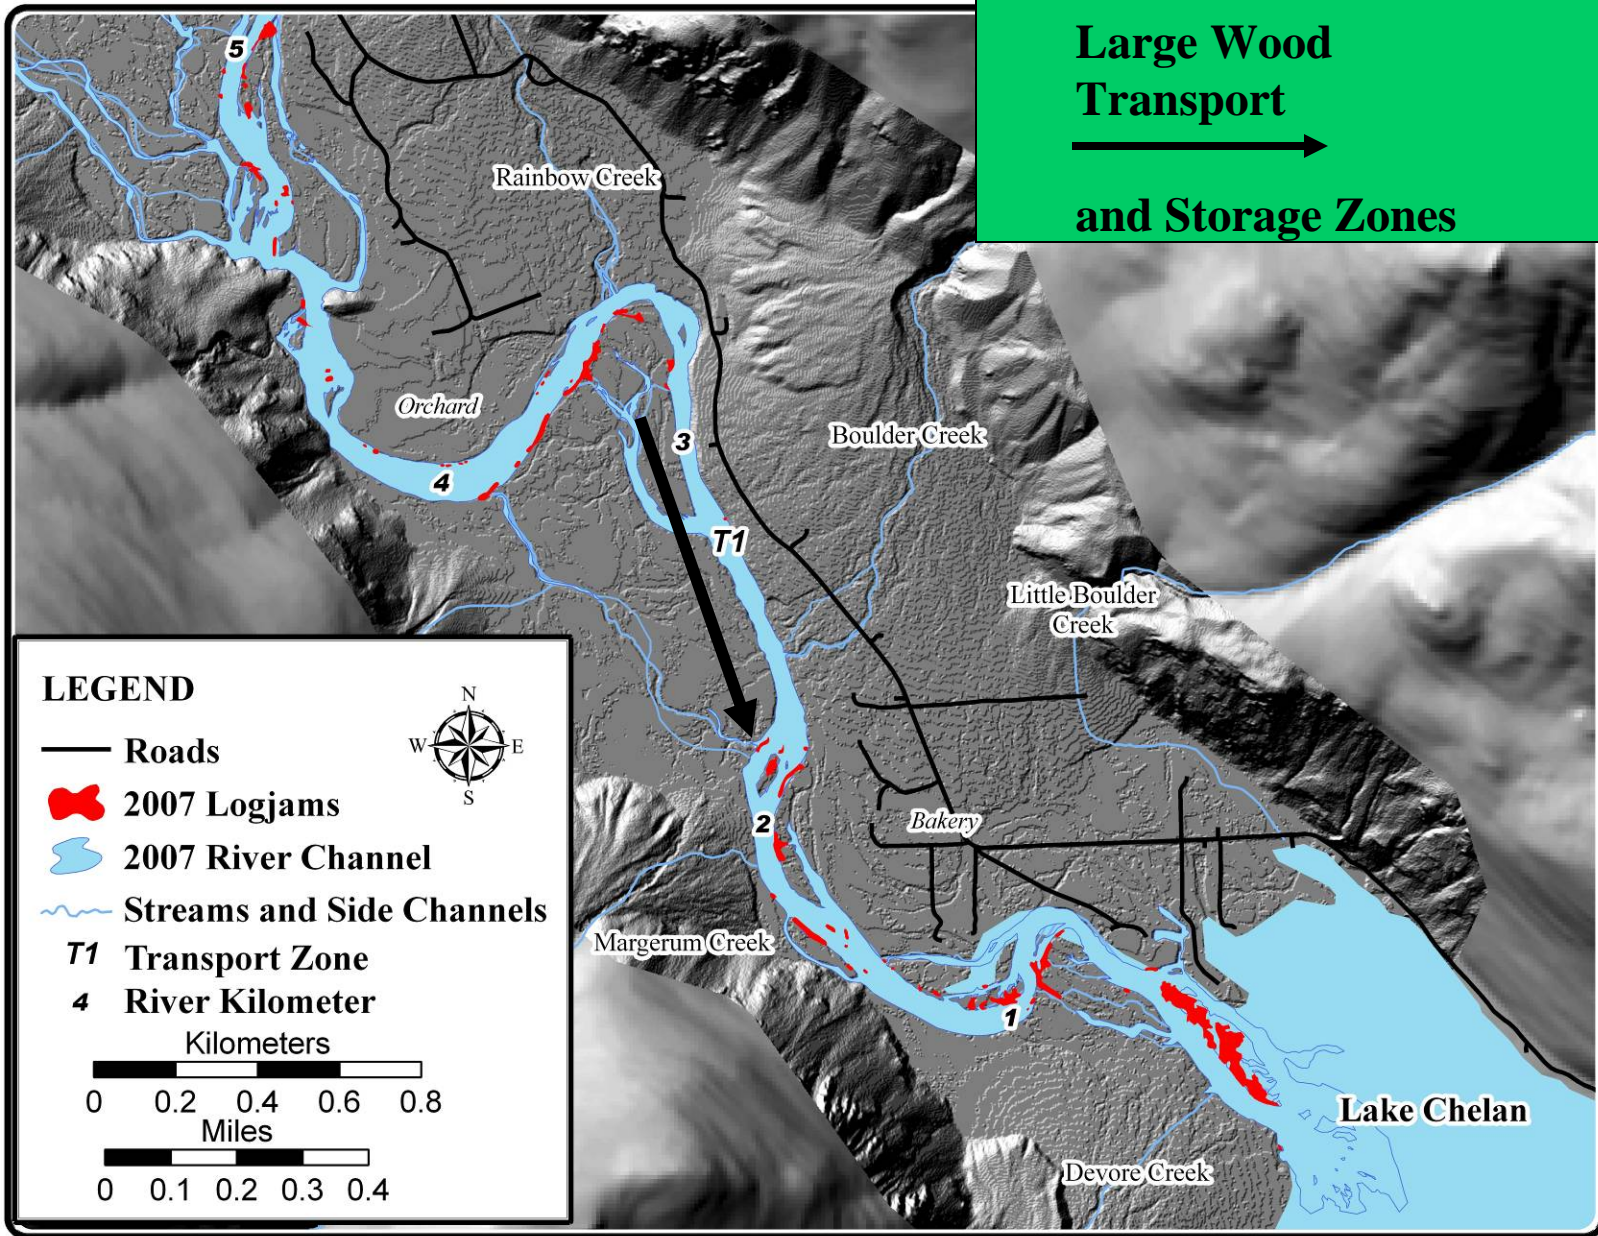 Large Wood
Transport
and Storage Zones
5
Rainbow Creek
Orchard
Boulder Creek
3
4
T1
Little Boulder
Creek
2
Bakery
Margerum Creek
1
Lake Chelan
Devore Creek
LEGEND
N
W E
S
Roads
2007 Logjams
2007 River Channel
Streams and Side Channels
T1 Transport Zone
4 River Kilometer
Kilometers
0 0.2 0.4 0.6 0.8
Miles
0 0.1 0.2 0.3 0.4